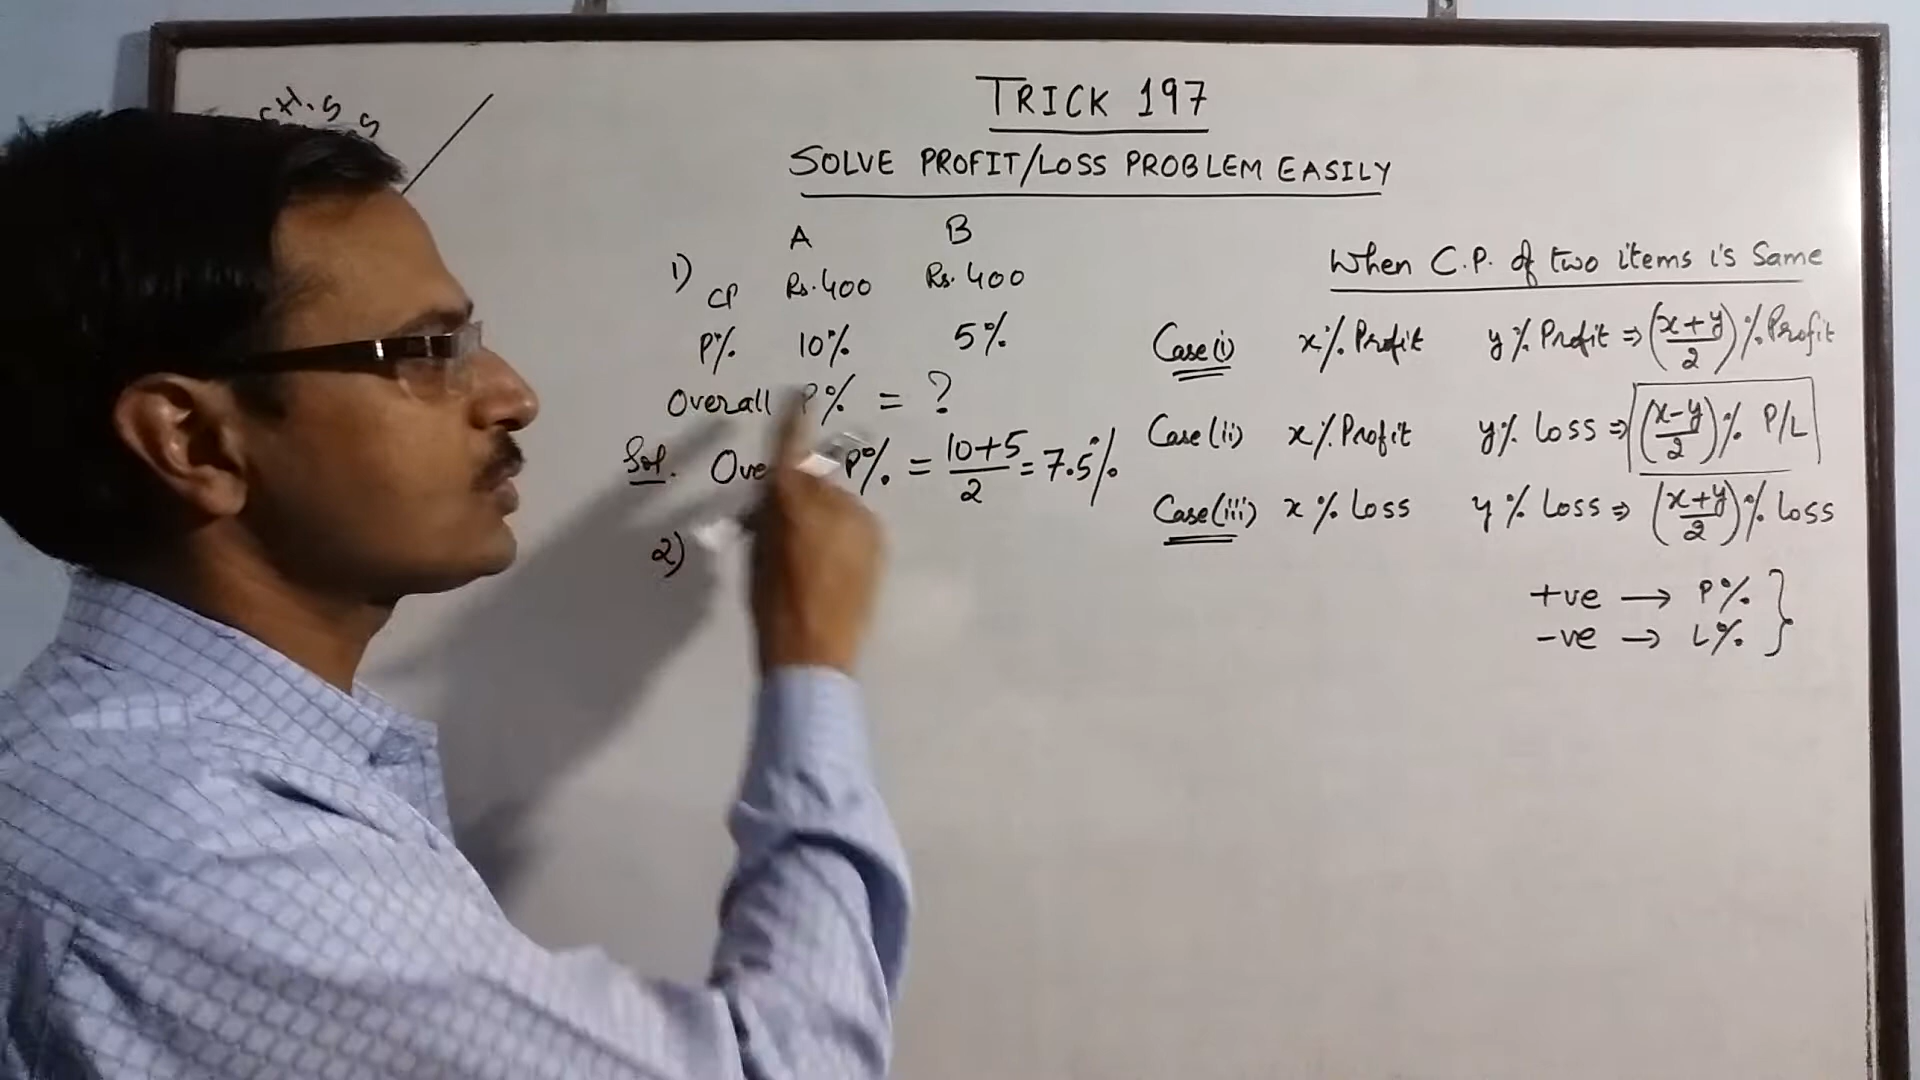 TRICK 197
SOLVE PROFIT/LOSS PROBLEM EASILY
A B
1) CP Rs.400 Rs.400
P% 10% 5%
Overall P% = ?
Sol. P% = 10+5/2 = 7.5%
2)
When C.P. of two items is Same
Case(i) x% Profit y% Profit ⇒ (x+y/2)% Profit
Case(ii) x% Profit y% Loss ⇒ (x-y/2)% P/L
Case(iii) x% Loss y% Loss ⇒ (x+y/2)% Loss
+ve → P% }
-ve → L%